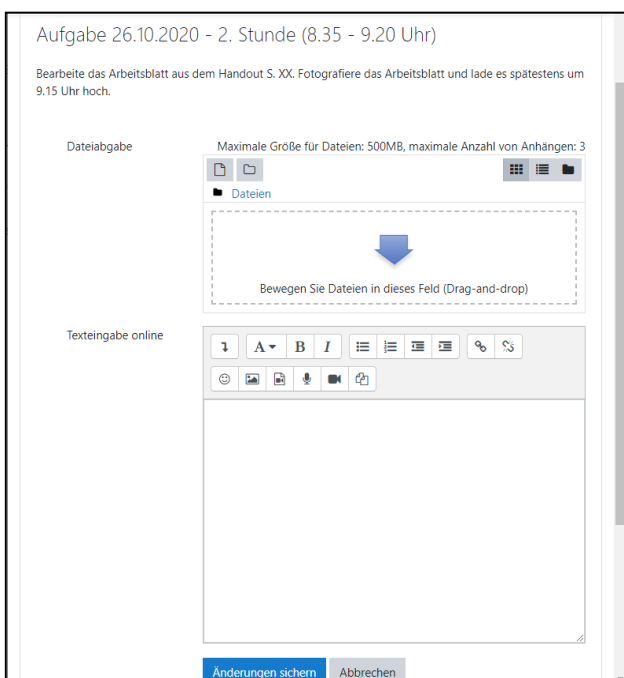 Aufgabe 26.10.2020 - 2. Stunde (8.35 - 9.20 Uhr)
Bearbeite das Arbeitsblatt aus dem Handout S. XX. Fotografiere das Arbeitsblatt und lade es spätestens um
9.15 Uhr hoch.
Dateiabgabe
Maximale Größe für Dateien: 500MB, maximale Anzahl von Anhängen: 3
Dateien
Bewegen Sie Dateien in dieses Feld (Drag-and-drop)
Texteingabe online
A B I
Änderungen sichern Abbrechen